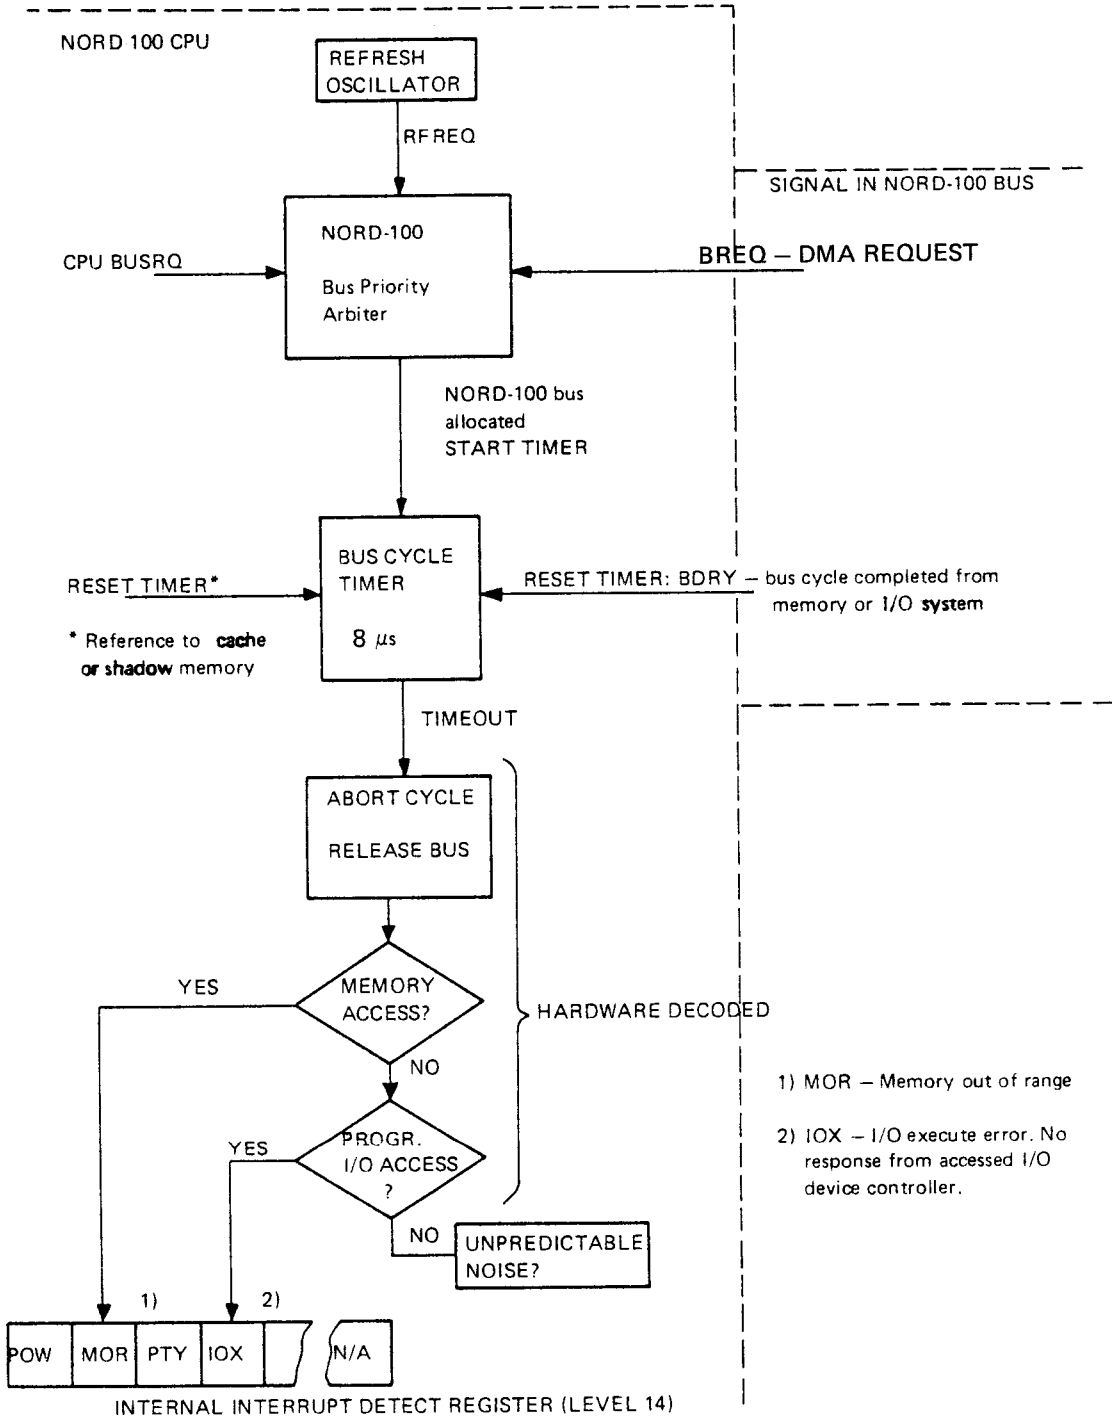 NORD 100 CPU
REFRESH
OSCILLATOR
RFREQ
SIGNAL IN NORD-100 BUS
NORD-100
Bus Priority
Arbiter
CPU BUSRQ
BREQ — DMA REQUEST
NORD-100 bus
allocated
START TIMER
BUS CYCLE
TIMER
8 μs
RESET TIMER*
* Reference to cache
or shadow memory
RESET TIMER: BDRY — bus cycle completed from
memory or I/O system
TIMEOUT
ABORT CYCLE
RELEASE BUS
HARDWARE DECODED
MEMORY
ACCESS?
YES
NO
PROGR.
I/O ACCESS
?
YES
NO
UNPREDICTABLE
NOISE?
1) MOR — Memory out of range
2) IOX — I/O execute error. No
response from accessed I/O
device controller.
1)
2)
POW MOR PTY IOX N/A
INTERNAL INTERRUPT DETECT REGISTER (LEVEL 14)